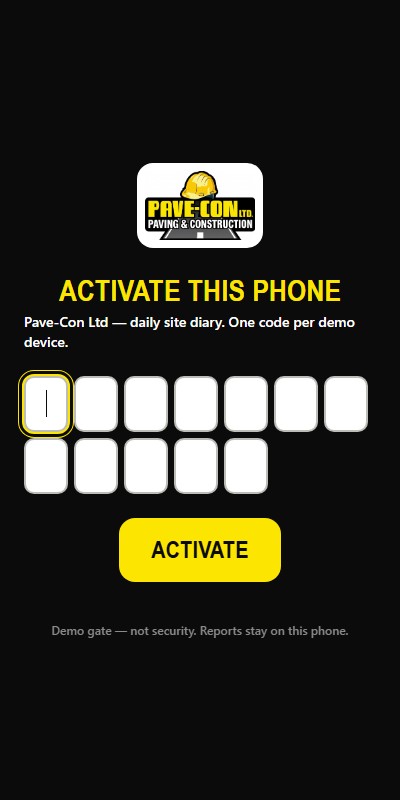 PAVE-CON LTD.
PAVING & CONSTRUCTION
ACTIVATE THIS PHONE
Pave-Con Ltd — daily site diary. One code per demo
device.
ACTIVATE
Demo gate — not security. Reports stay on this phone.